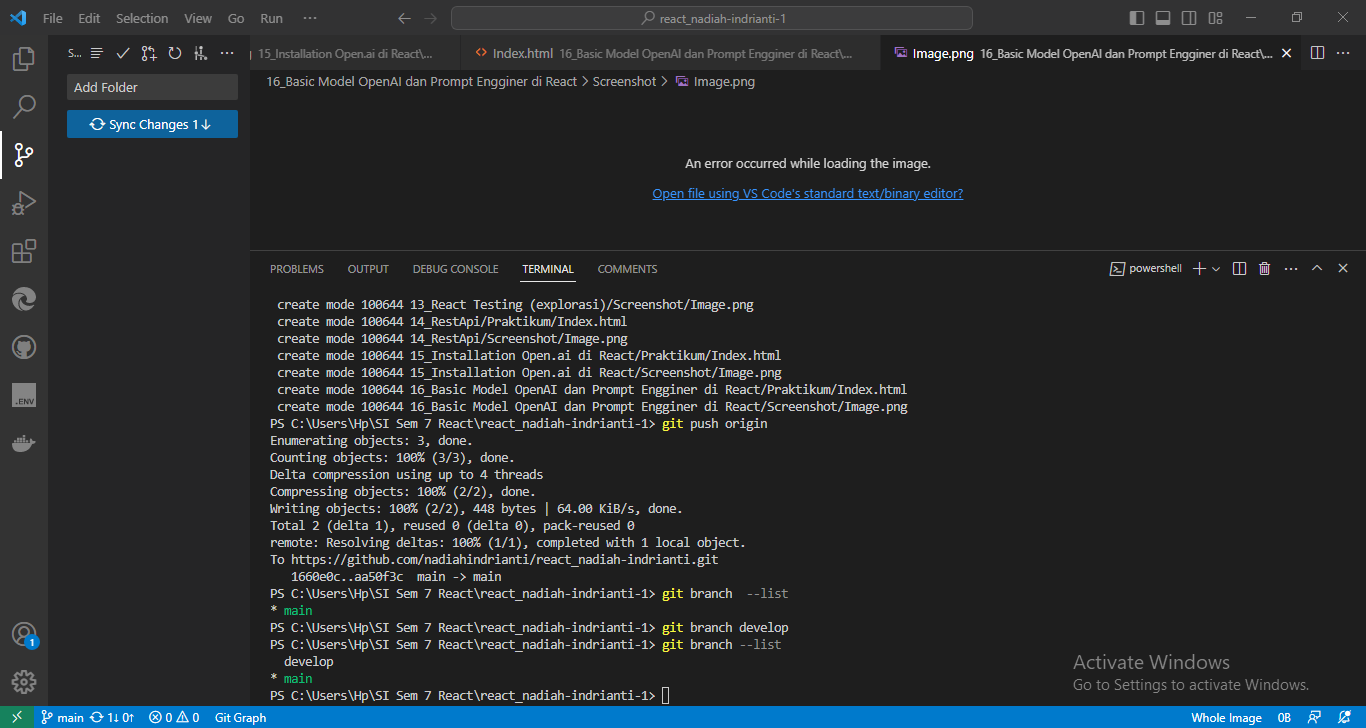 File Edit Selection View Go Run ··· react_nadiah-indrianti-1
S...
15_Installation Open.ai di React\... Index.html 16_Basic Model OpenAI dan Prompt Engginer di React\... Image.png 16_Basic Model OpenAI dan Prompt Engginer di React\...
Add Folder
16_Basic Model OpenAI dan Prompt Engginer di React > Screenshot > Image.png
Sync Changes 1↓
An error occurred while loading the image.
Open file using VS Code's standard text/binary editor?
PROBLEMS OUTPUT DEBUG CONSOLE TERMINAL COMMENTS powershell
create mode 100644 13_React Testing (explorasi)/Screenshot/Image.png
create mode 100644 14_RestApi/Praktikum/Index.html
create mode 100644 14_RestApi/Screenshot/Image.png
create mode 100644 15_Installation Open.ai di React/Praktikum/Index.html
create mode 100644 15_Installation Open.ai di React/Screenshot/Image.png
create mode 100644 16_Basic Model OpenAI dan Prompt Engginer di React/Praktikum/Index.html
create mode 100644 16_Basic Model OpenAI dan Prompt Engginer di React/Screenshot/Image.png
PS C:\Users\Hp\SI Sem 7 React\react_nadiah-indrianti-1> git push origin
Enumerating objects: 3, done.
Counting objects: 100% (3/3), done.
Delta compression using up to 4 threads
Compressing objects: 100% (2/2), done.
Writing objects: 100% (2/2), 448 bytes | 64.00 KiB/s, done.
Total 2 (delta 1), reused 0 (delta 0), pack-reused 0
remote: Resolving deltas: 100% (1/1), completed with 1 local object.
To https://github.com/nadiahindrianti/react_nadiah-indrianti.git
1660e0c..aa50f3c main -> main
PS C:\Users\Hp\SI Sem 7 React\react_nadiah-indrianti-1> git branch --list
* main
PS C:\Users\Hp\SI Sem 7 React\react_nadiah-indrianti-1> git branch develop
PS C:\Users\Hp\SI Sem 7 React\react_nadiah-indrianti-1> git branch --list
develop
* main
PS C:\Users\Hp\SI Sem 7 React\react_nadiah-indrianti-1>
.ENV
1
Activate Windows
Go to Settings to activate Windows.
main 1↓ 0↑ 0 0 Git Graph Whole Image 0B